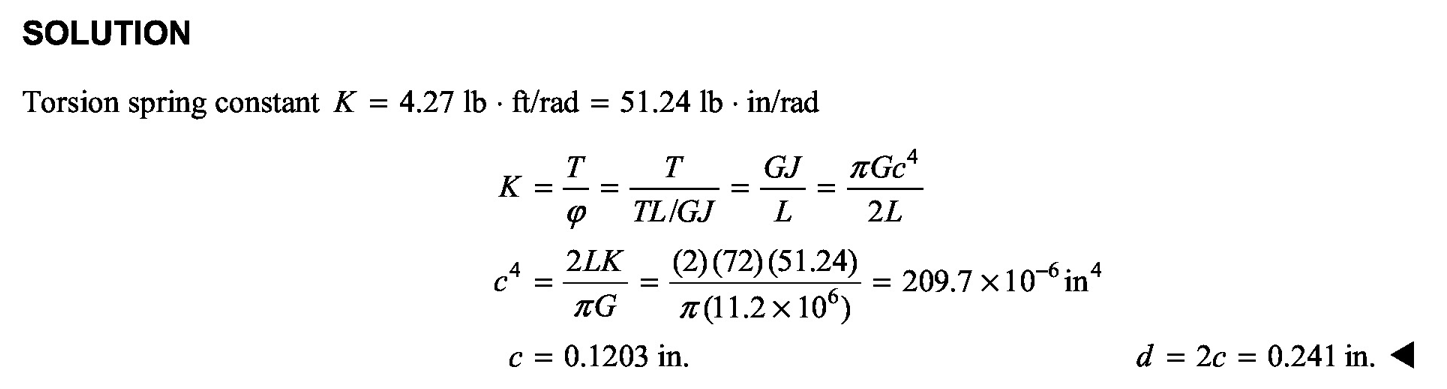 SOLUTION
Torsion spring constant K = 4.27 lb · ft/rad = 51.24 lb · in/rad
K = T/φ = T/(TL/GJ) = GJ/L = πGc⁴/2L
c⁴ = 2LK/πG = (2)(72)(51.24)/π(11.2 × 10⁶) = 209.7 × 10⁻⁶ in⁴
c = 0.1203 in. d = 2c = 0.241 in. ◀